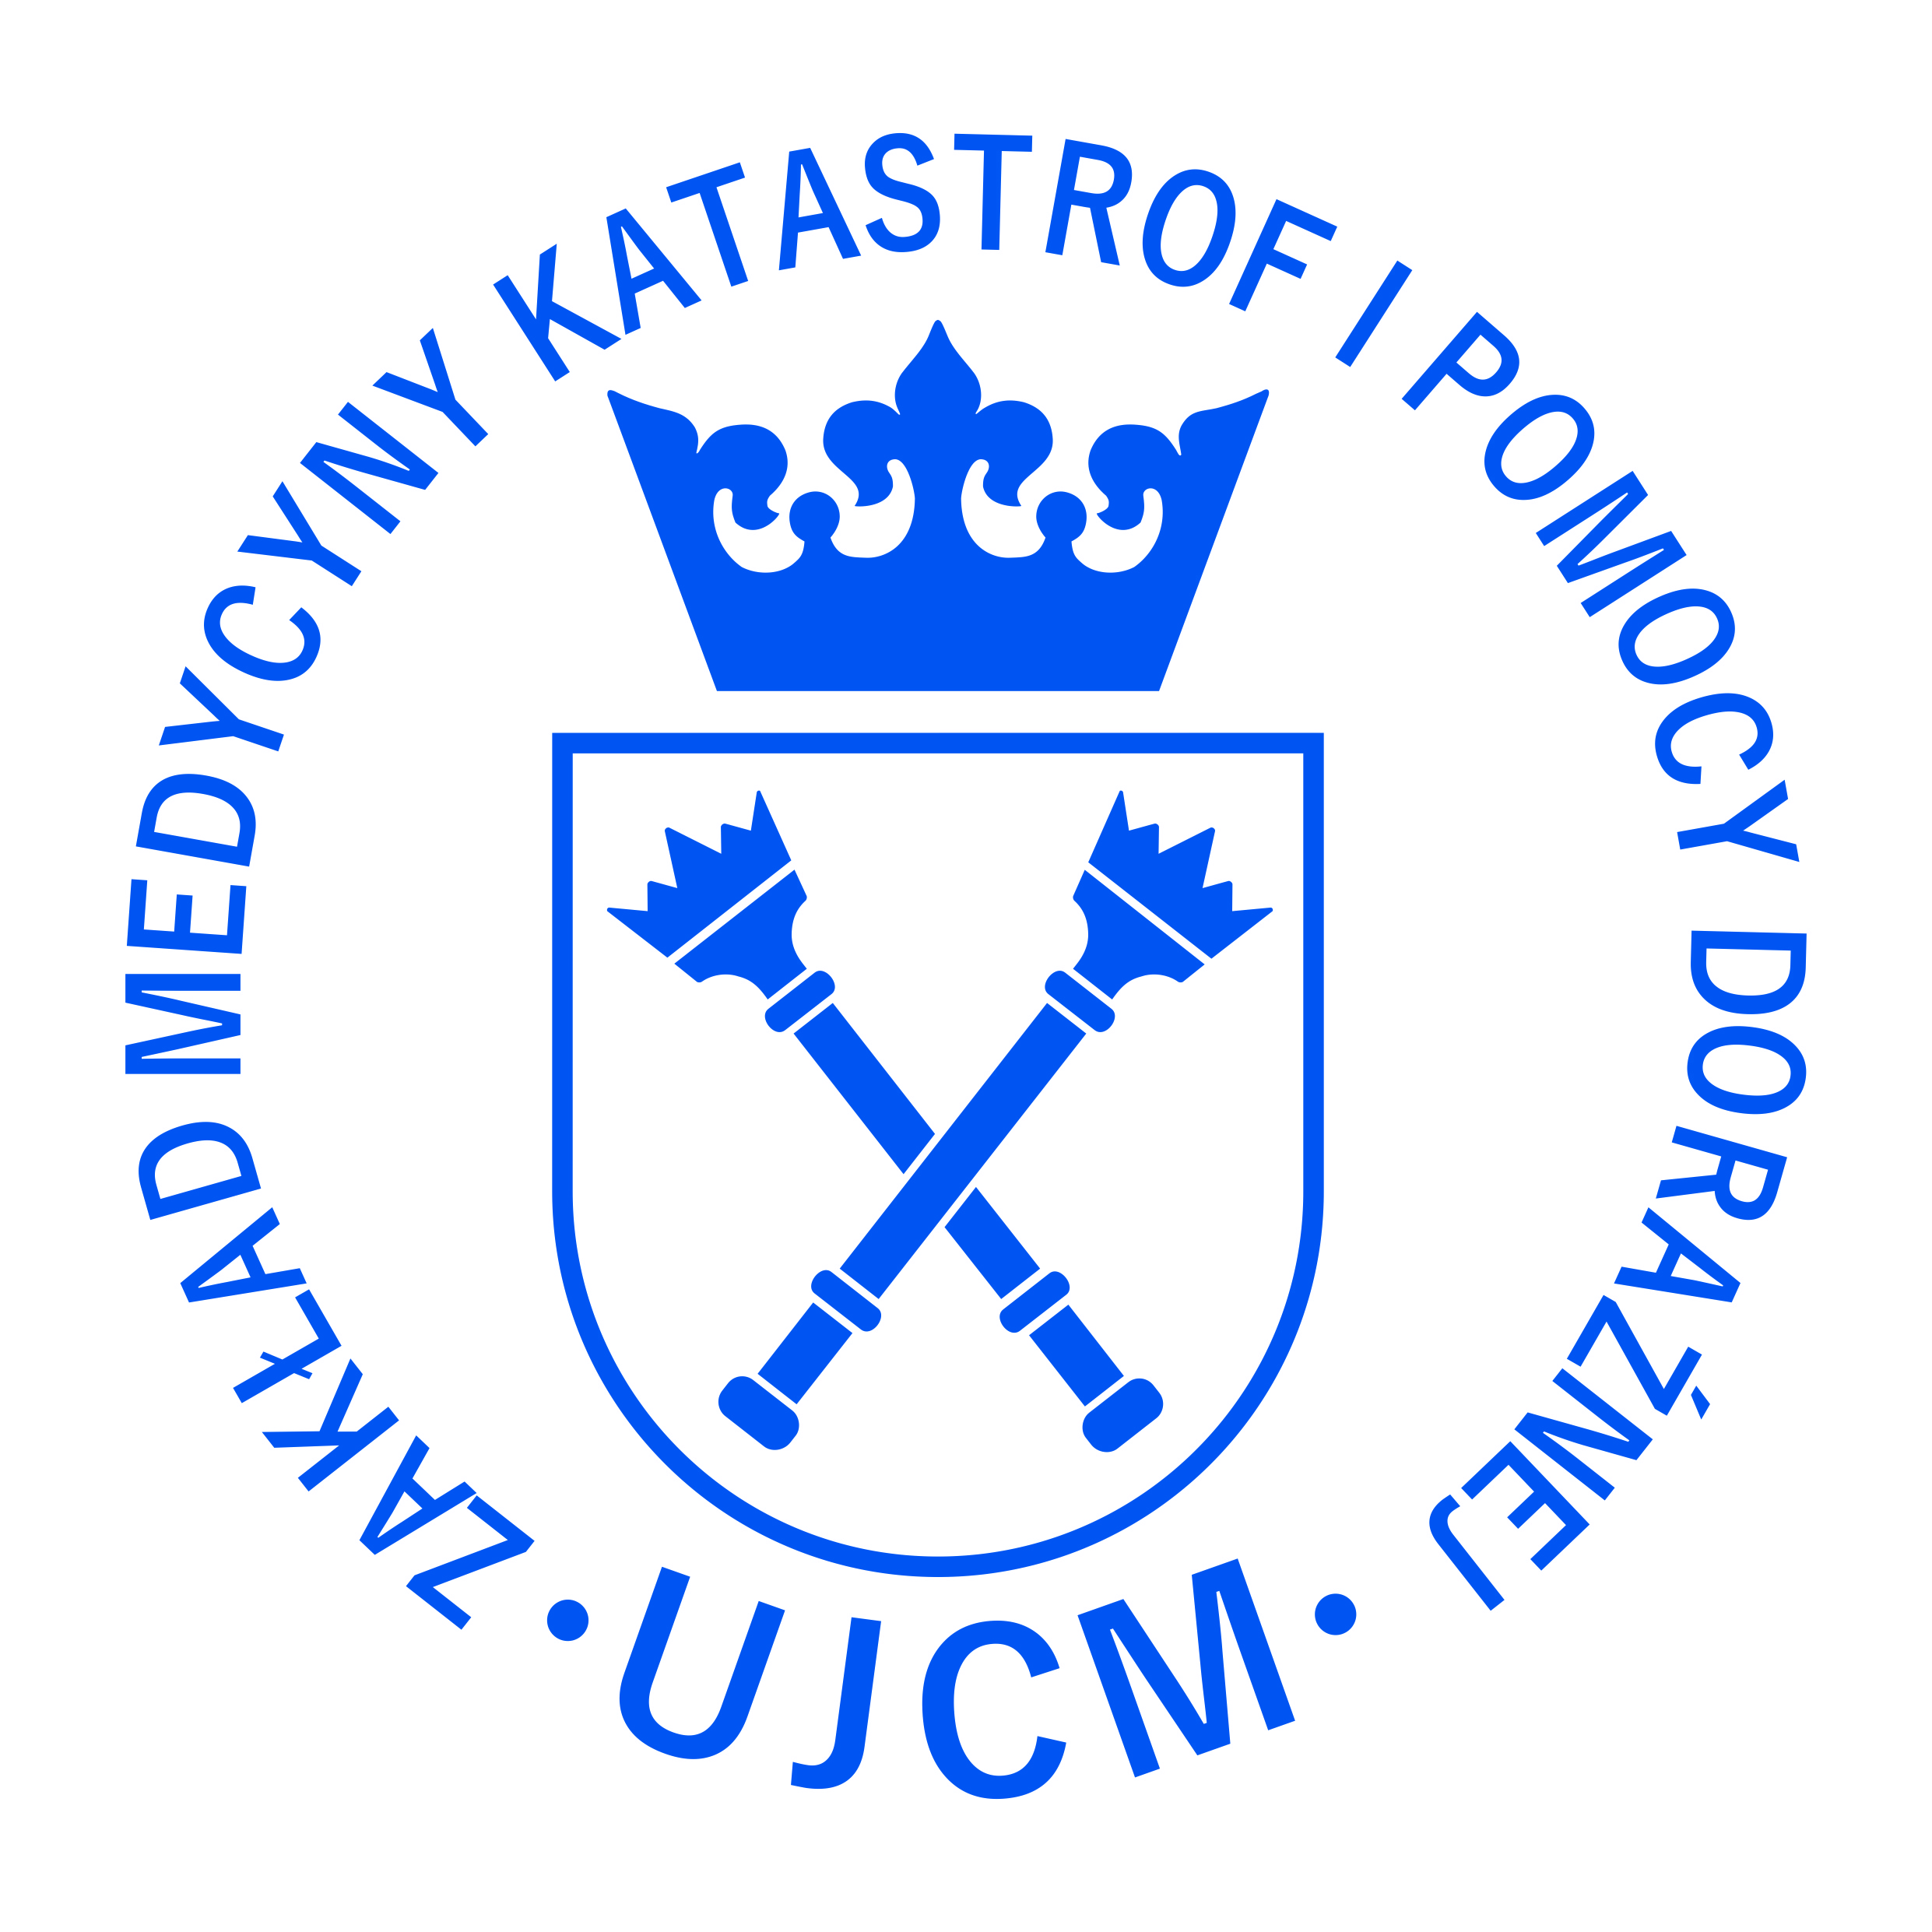 ZAKŁAD MEDYCYNY KATASTROF I POMOCY DORAŹNEJ
• UJCM •